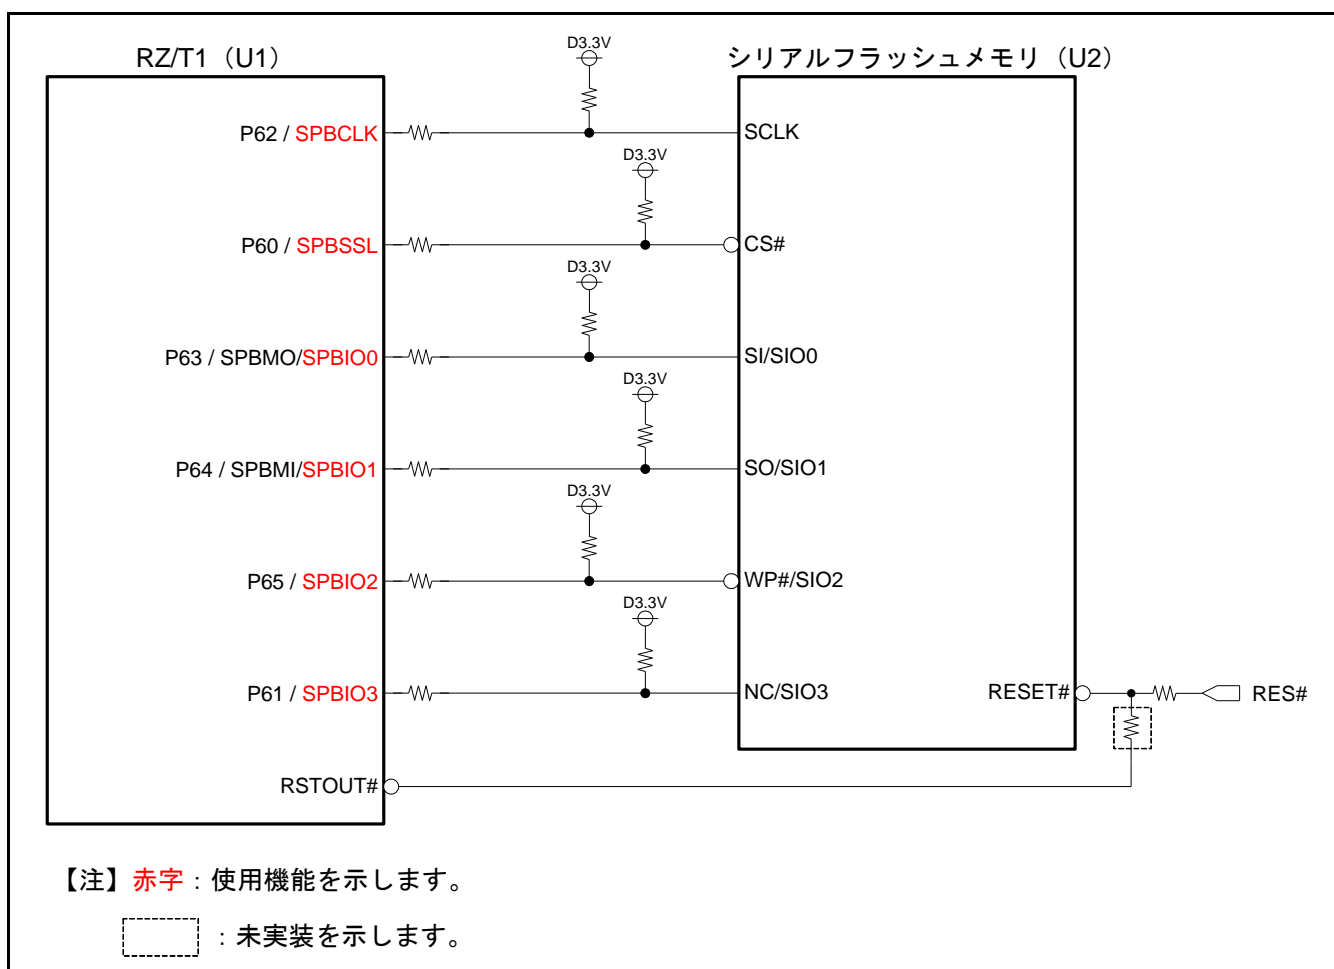 RZ/T1（U1）
シリアルフラッシュメモリ（U2）
D3.3V
P62 / SPBCLK
SCLK
D3.3V
P60 / SPBSSL
CS#
D3.3V
P63 / SPBMO/SPBIO0
SI/SIO0
D3.3V
P64 / SPBMI/SPBIO1
SO/SIO1
D3.3V
P65 / SPBIO2
WP#/SIO2
D3.3V
P61 / SPBIO3
NC/SIO3
RESET#
RES#
RSTOUT#
【注】赤字：使用機能を示します。
：未実装を示します。